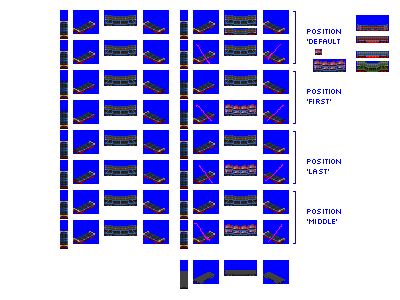 POSITION
'DEFAULT
POSITION
'FIRST'
POSITION
'LAST'
POSITION
'MIDDLE'